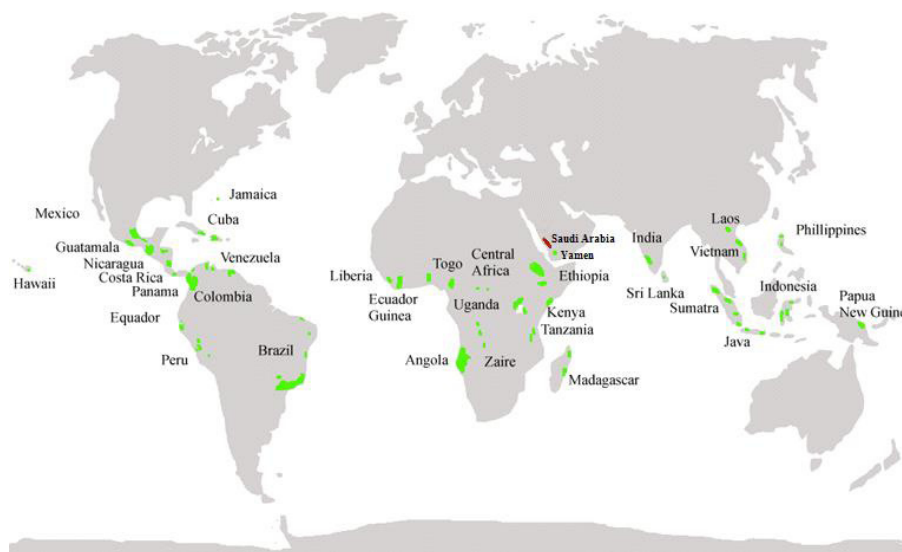 Jamaica
Mexico
Cuba
Guatamala
Nicaragua
Venezuela
Costa Rica
Hawaii
Panama
Colombia
Equador
Peru
Brazil
Saudi Arabia
Yamen
Central
Africa
Togo
Liberia
Ethiopia
Ecuador
Guinea
Uganda
Kenya
Tanzania
Angola
Zaire
Madagascar
Laos
India
Phillippines
Vietnam
Sri Lanka
Indonesia
Sumatra
Papua
New Guine
Java